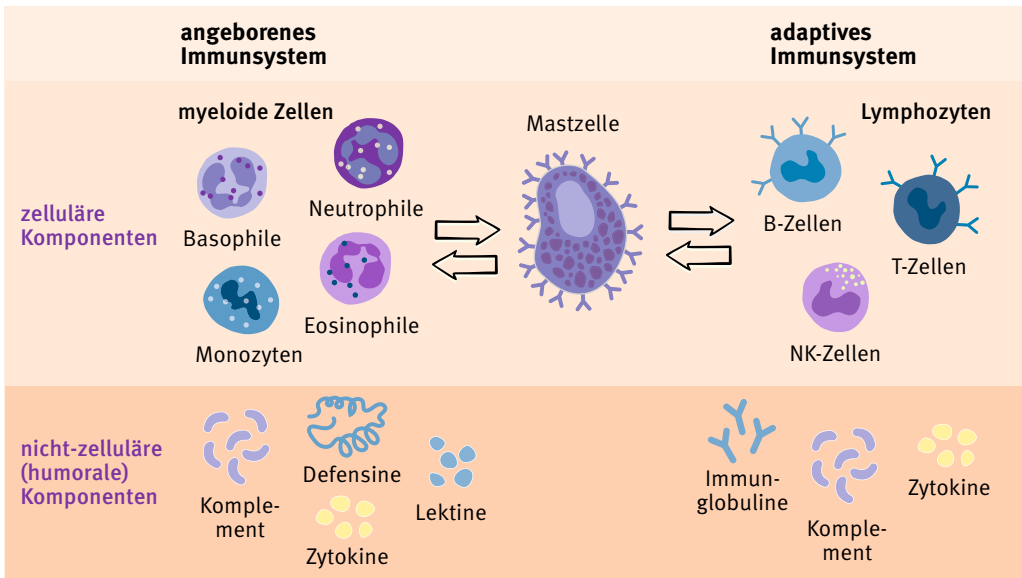 angeborenes
Immunsystem
adaptives
Immunsystem
myeloide Zellen
Mastzelle
Lymphozyten
zelluläre
Komponenten
Neutrophile
Basophile
B-Zellen
T-Zellen
Eosinophile
Monozyten
NK-Zellen
nicht-zelluläre
(humorale)
Komponenten
Komple-
ment
Defensine
Zytokine
Lektine
Immun-
globuline
Komple-
ment
Zytokine